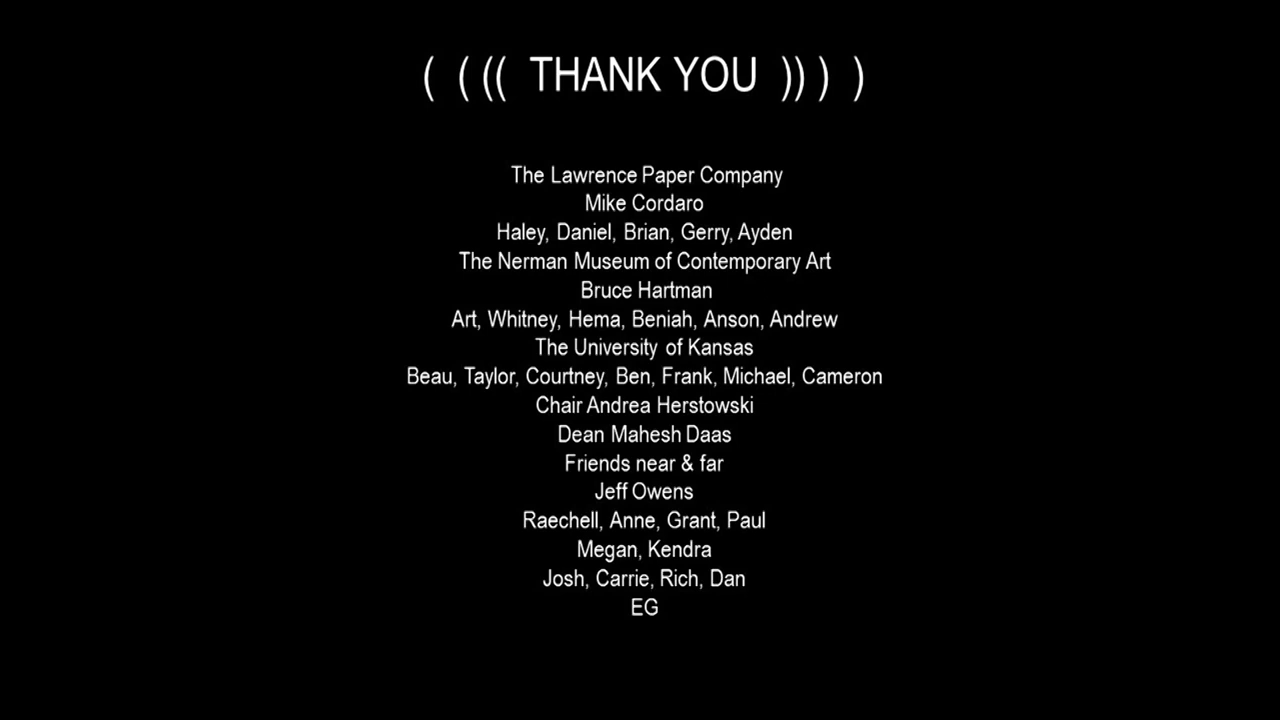 ( ( (( THANK YOU )) ) )
The Lawrence Paper Company
Mike Cordaro
Haley, Daniel, Brian, Gerry, Ayden
The Nerman Museum of Contemporary Art
Bruce Hartman
Art, Whitney, Hema, Beniah, Anson, Andrew
The University of Kansas
Beau, Taylor, Courtney, Ben, Frank, Michael, Cameron
Chair Andrea Herstowski
Dean Mahesh Daas
Friends near & far
Jeff Owens
Raechell, Anne, Grant, Paul
Megan, Kendra
Josh, Carrie, Rich, Dan
EG